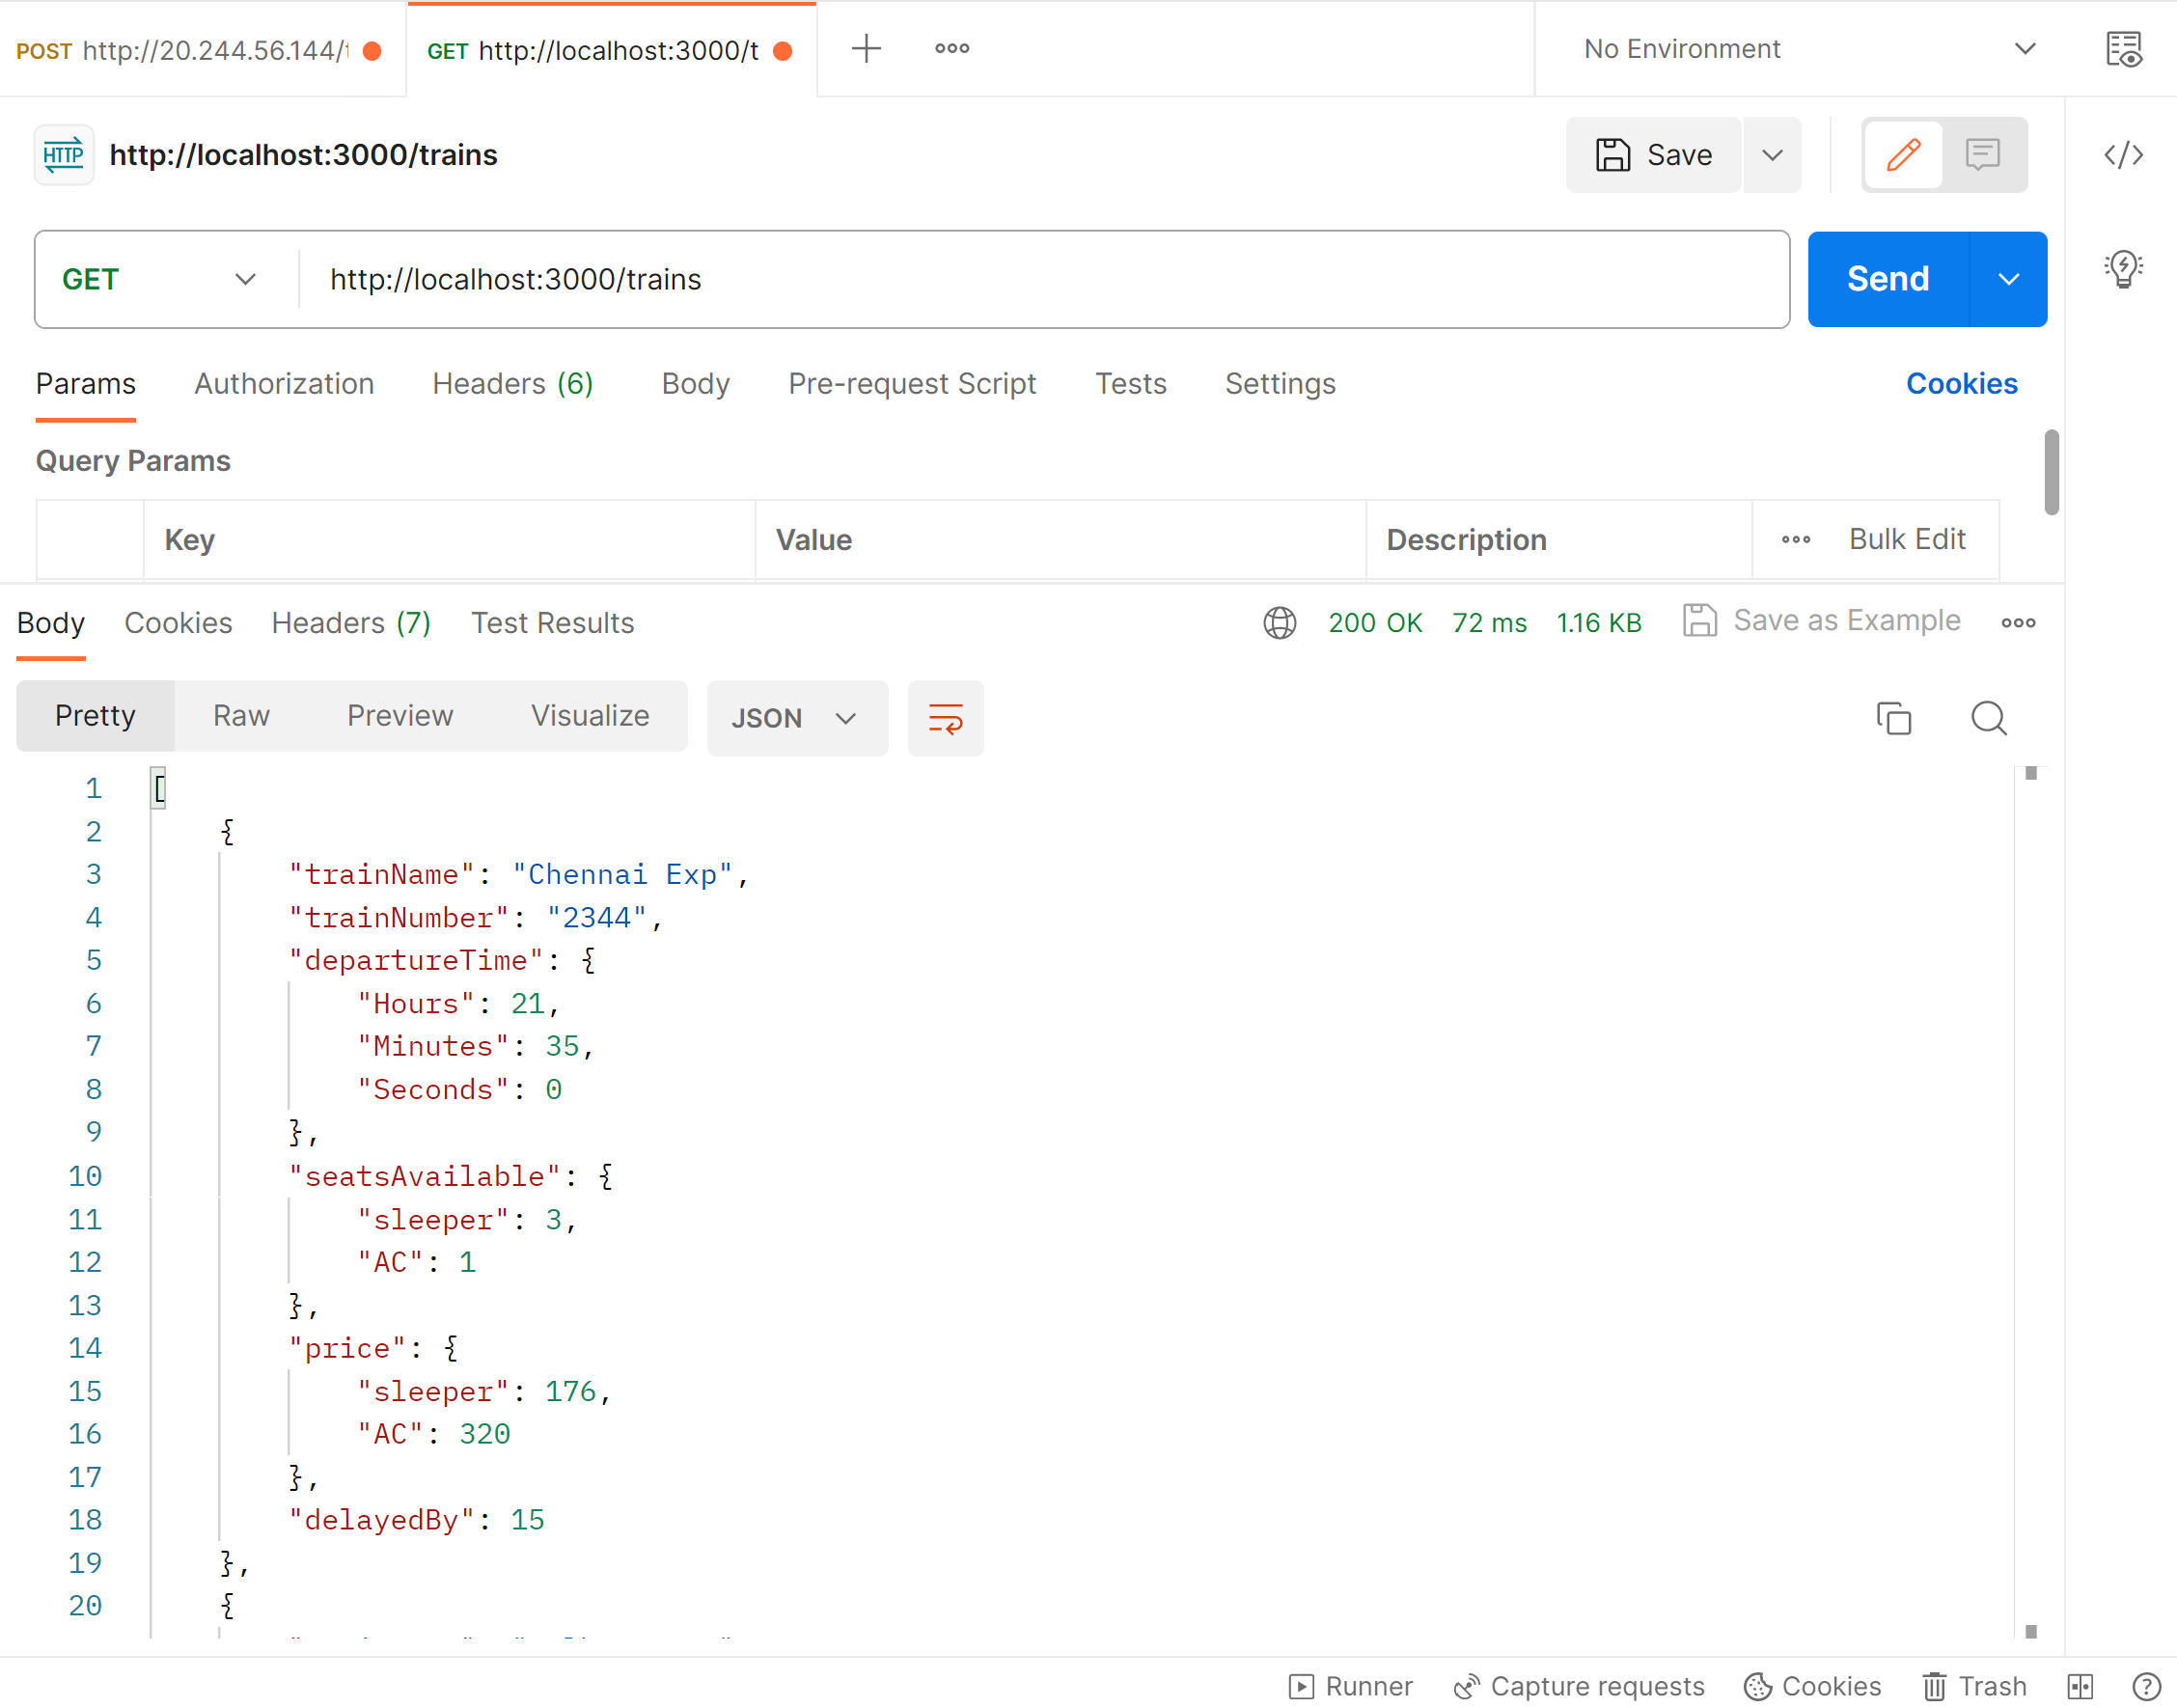 POST http://20.244.56.144/
GET http://localhost:3000/t
No Environment
HTTP http://localhost:3000/trains
Save
GET http://localhost:3000/trains
Send
Params Authorization Headers (6) Body Pre-request Script Tests Settings Cookies
Query Params
Key Value Description Bulk Edit
Body Cookies Headers (7) Test Results 200 OK 72 ms 1.16 KB Save as Example
Pretty Raw Preview Visualize JSON
1 [
2 {
3 "trainName": "Chennai Exp",
4 "trainNumber": "2344",
5 "departureTime": {
6 "Hours": 21,
7 "Minutes": 35,
8 "Seconds": 0
9 },
10 "seatsAvailable": {
11 "sleeper": 3,
12 "AC": 1
13 },
14 "price": {
15 "sleeper": 176,
16 "AC": 320
17 },
18 "delayedBy": 15
19 },
20 {
Runner Capture requests Cookies Trash